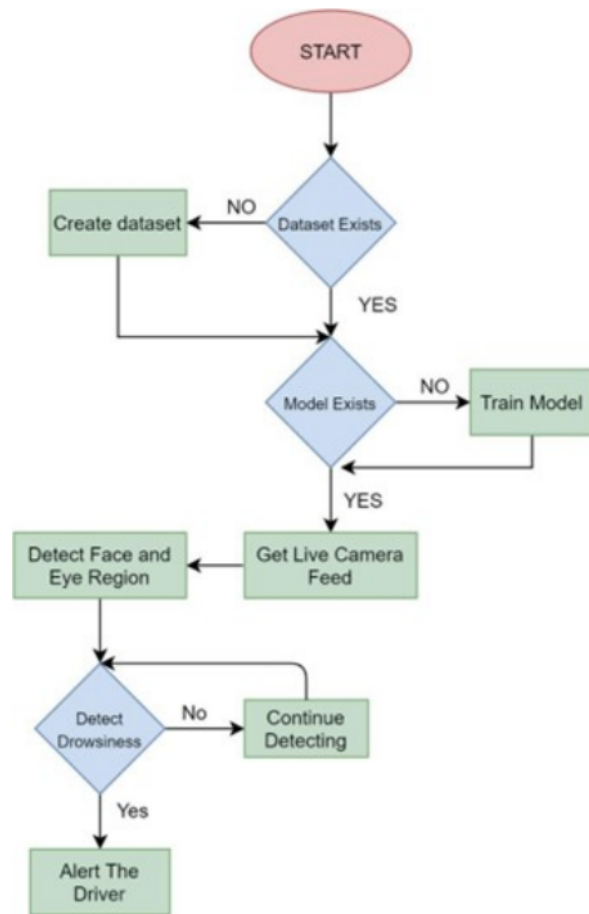 START
NO
Create dataset
Dataset Exists
YES
NO
Model Exists
Train Model
YES
Detect Face and
Eye Region
Get Live Camera
Feed
No
Detect
Drowsiness
Continue
Detecting
Yes
Alert The
Driver